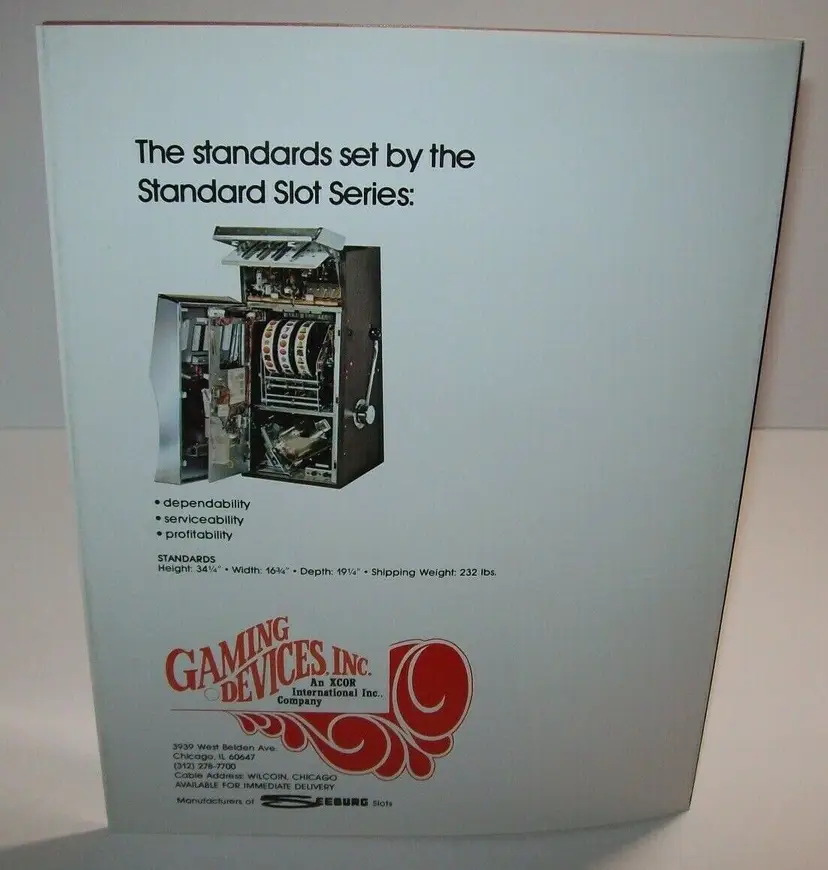 The standards set by the
Standard Slot Series:
• dependability
• serviceability
• profitability
STANDARDS
Height: 34¼" • Width: 16¾" • Depth: 19¼" • Shipping Weight: 232 lbs.
GAMING
DEVICES, INC.
An XCOR
International Inc.,
Company
3939 West Belden Ave.
Chicago, IL 60647
(312) 278-7700
Cable Address: WILCOIN, CHICAGO
AVAILABLE FOR IMMEDIATE DELIVERY
Manufacturers of SEEBURG Slots